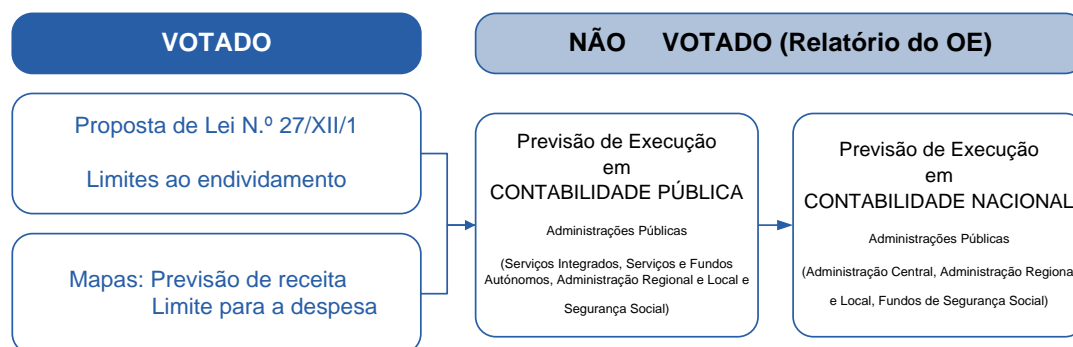 VOTADO
NÃO VOTADO (Relatório do OE)
Proposta de Lei N.º 27/XII/1
Limites ao endividamento
Mapas: Previsão de receita
Limite para a despesa
Previsão de Execução
em
CONTABILIDADE PÚBLICA
Administrações Públicas
(Serviços Integrados, Serviços e Fundos
Autónomos, Administração Regional e Local e
Segurança Social)
Previsão de Execução
em
CONTABILIDADE NACIONAL
Administrações Públicas
(Administração Central, Administração Regional
e Local, Fundos de Segurança Social)